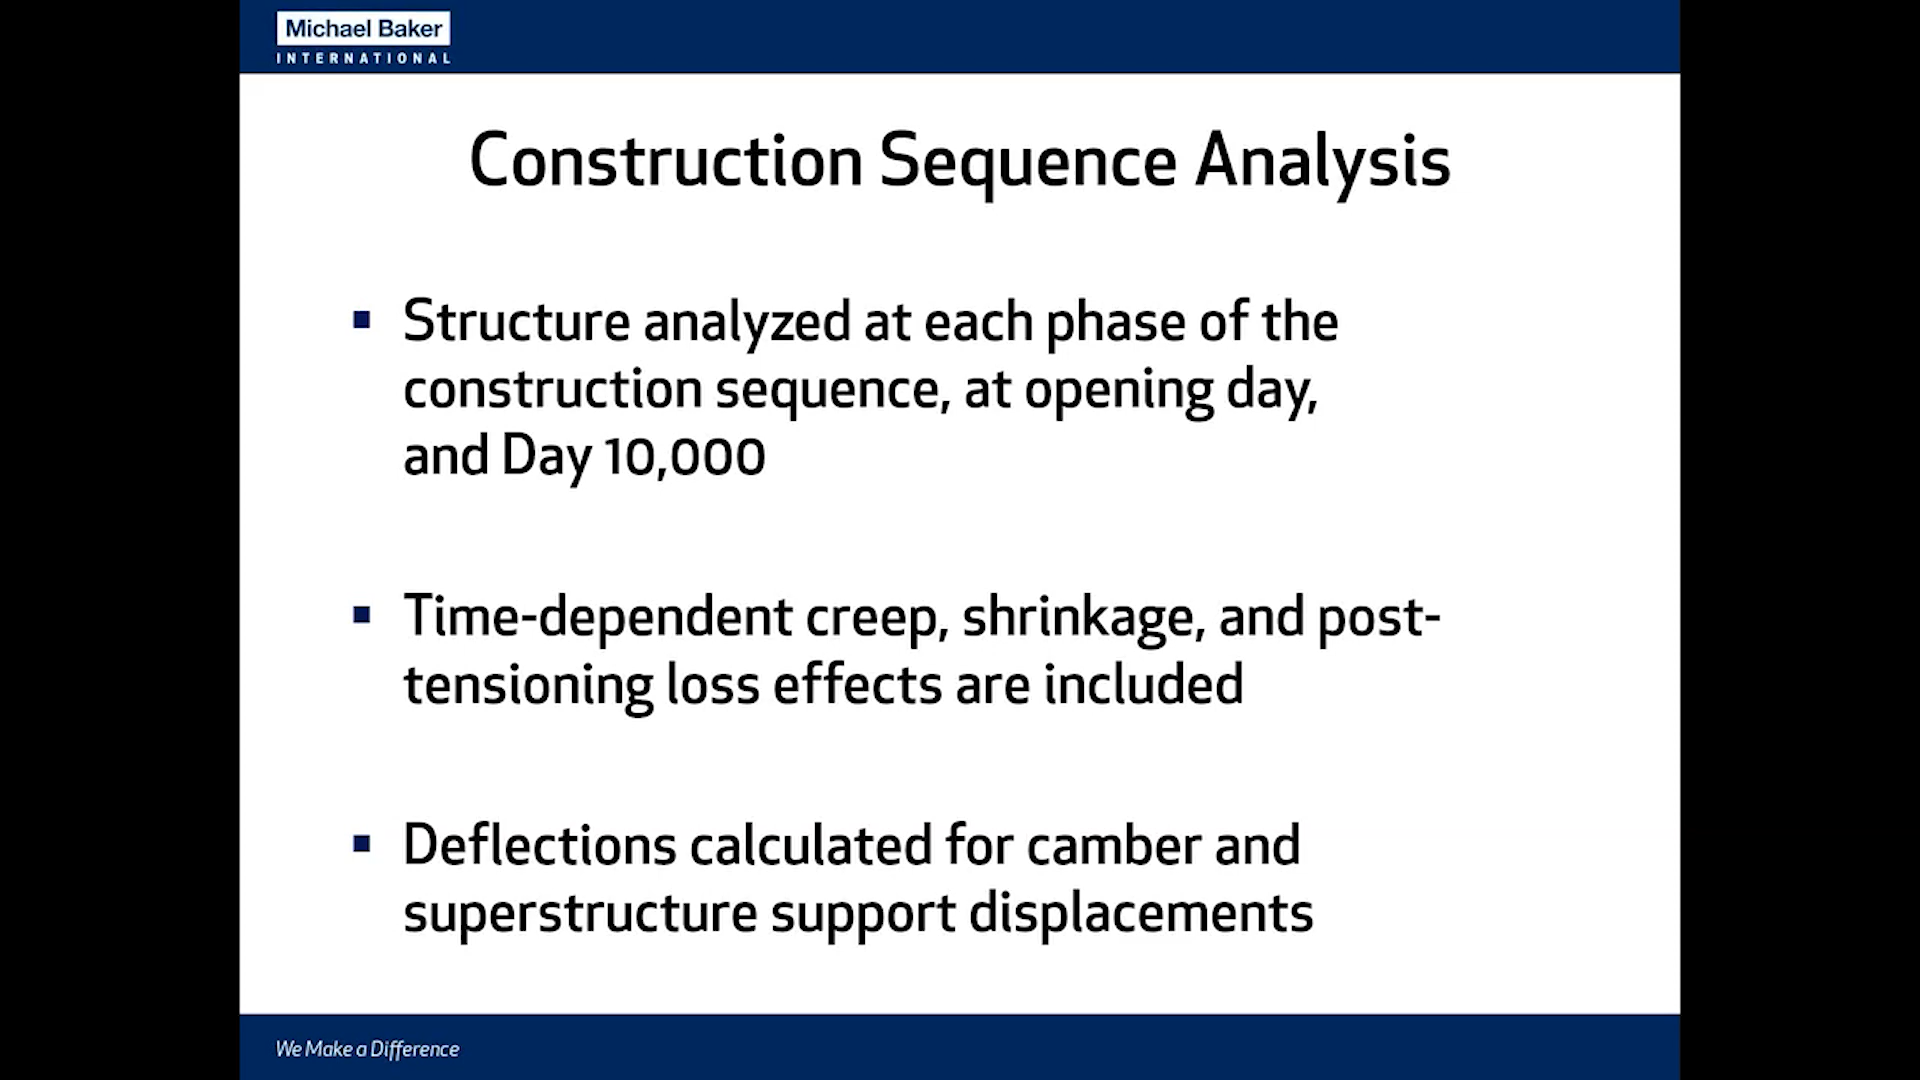 Michael Baker
INTERNATIONAL
Construction Sequence Analysis
▪ Structure analyzed at each phase of the
construction sequence, at opening day,
and Day 10,000
▪ Time-dependent creep, shrinkage, and post-
tensioning loss effects are included
▪ Deflections calculated for camber and
superstructure support displacements
We Make a Difference